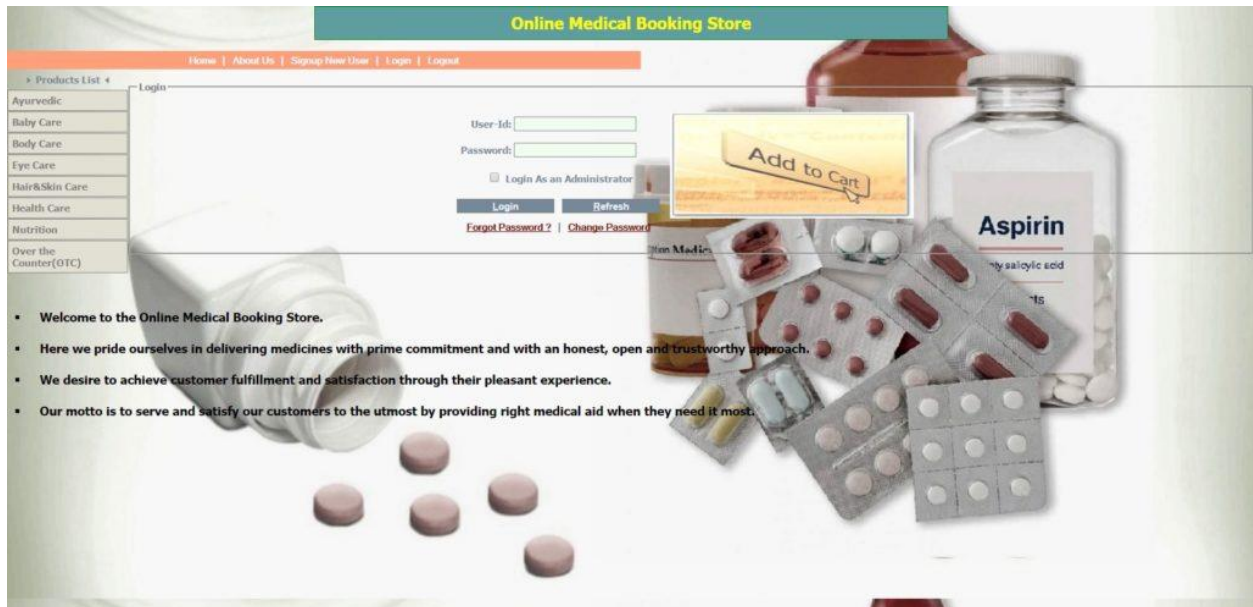 Online Medical Booking Store
Home | About Us | Signup New User | Login | Logout
Products List
Login
Ayurvedic
Baby Care
Body Care
Eye Care
Hair&Skin Care
Health Care
Nutrition
Over the
Counter(OTC)
User-Id:
Password:
Login As an Administrator
Login Refresh
Forgot Password ? | Change Password
Add to Cart
Aspirin
salicylic acid
Welcome to the Online Medical Booking Store.
Here we pride ourselves in delivering medicines with prime commitment and with an honest, open and trustworthy approach.
We desire to achieve customer fulfillment and satisfaction through their pleasant experience.
Our motto is to serve and satisfy our customers to the utmost by providing right medical aid when they need it most.